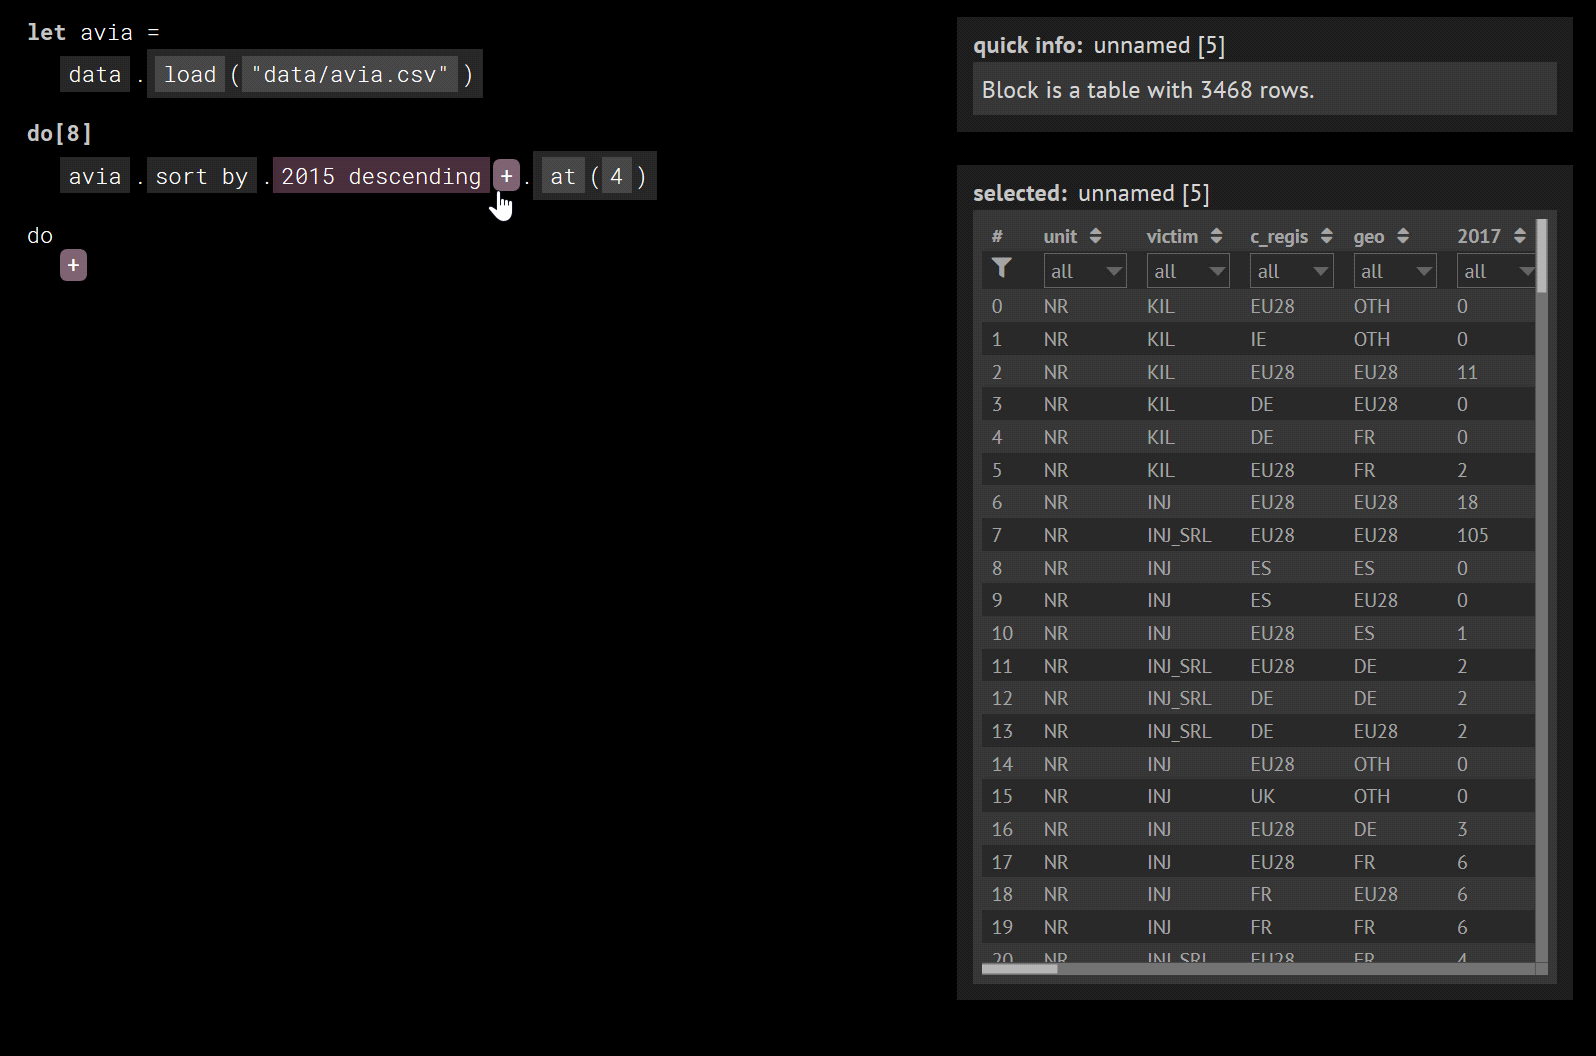 let avia =
data . load ( "data/avia.csv" )
do[8]
avia . sort by . 2015 descending + . at ( 4 )
do
+
quick info: unnamed [5]
Block is a table with 3468 rows.
selected: unnamed [5]
# unit victim c_regis geo 2017
all all all all all
0 NR KIL EU28 OTH 0
1 NR KIL IE OTH 0
2 NR KIL EU28 EU28 11
3 NR KIL DE EU28 0
4 NR KIL DE FR 0
5 NR KIL EU28 FR 2
6 NR INJ EU28 EU28 18
7 NR INJ_SRL EU28 EU28 105
8 NR INJ ES ES 0
9 NR INJ ES EU28 0
10 NR INJ EU28 ES 1
11 NR INJ_SRL EU28 DE 2
12 NR INJ_SRL DE DE 2
13 NR INJ_SRL DE EU28 2
14 NR INJ EU28 OTH 0
15 NR INJ UK OTH 0
16 NR INJ EU28 DE 3
17 NR INJ EU28 FR 6
18 NR INJ FR EU28 6
19 NR INJ FR FR 6
20 NR INJ_SRL EU28 FR 4